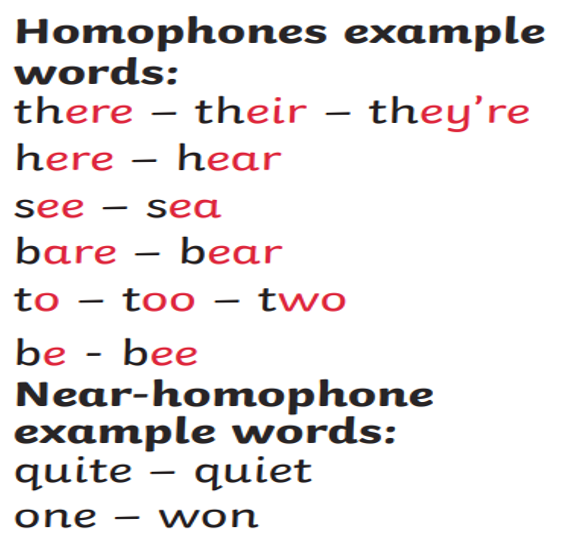 Homophones example
words:
there – their – they’re
here – hear
see – sea
bare – bear
to – too – two
be - bee
Near-homophone
example words:
quite – quiet
one – won